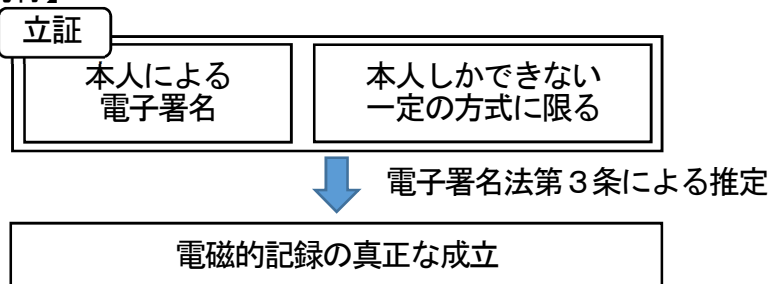 立証
本人による
電子署名
本人しかできない
一定の方式に限る
電子署名法第３条による推定
電磁的記録の真正な成立